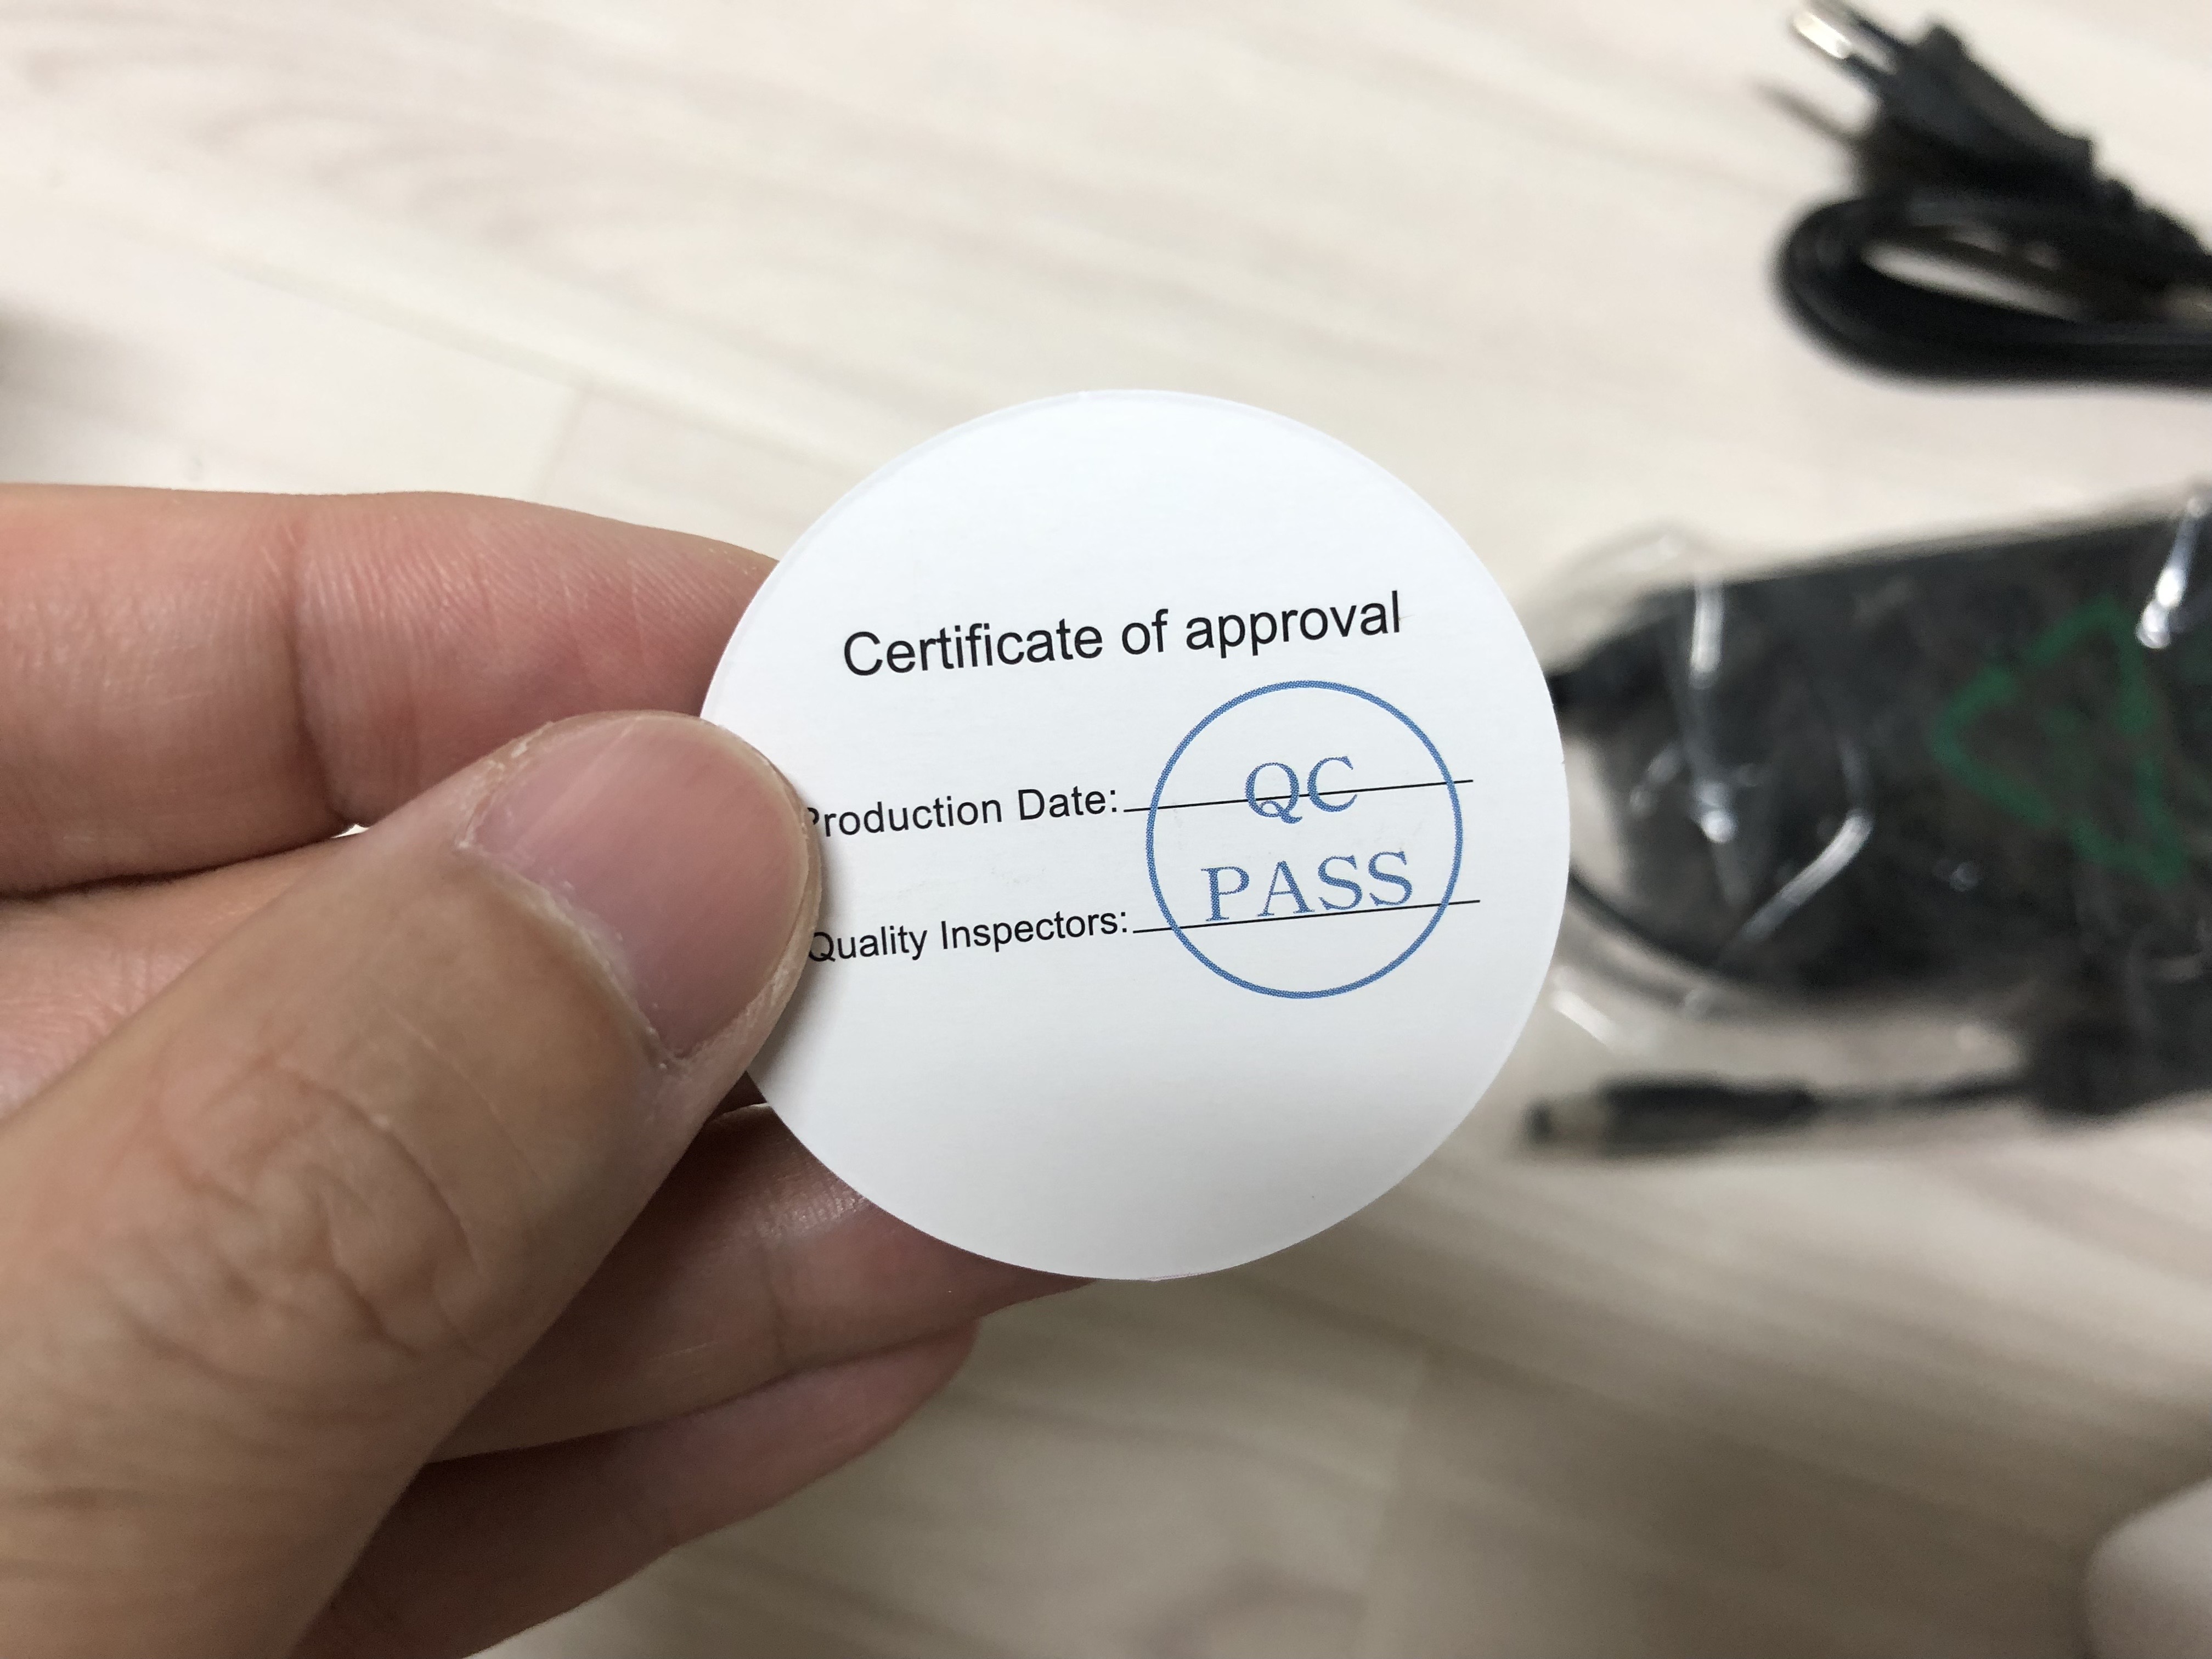 Certificate of approval
Production Date:
QC
PASS
Quality Inspectors: